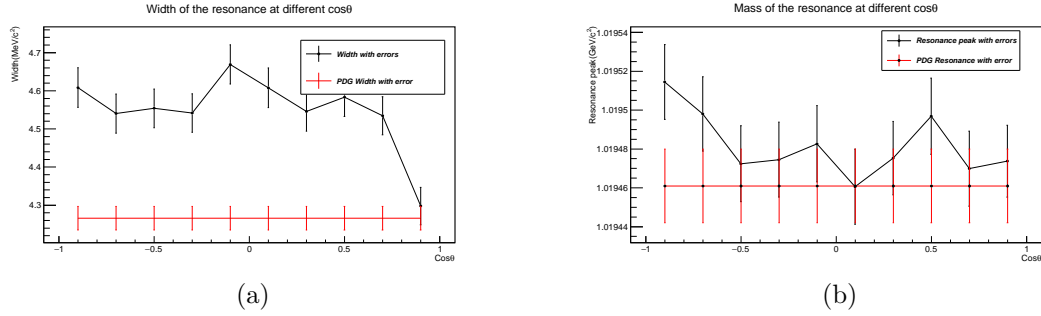 Width of the resonance at different cosθ
Width(MeV/c²)
4.7
4.6
4.5
4.4
4.3
Width with errors
PDG Width with error
−1
−0.5
0
0.5
1
Cosθ
(a)
Mass of the resonance at different cosθ
Resonance peak(GeV/c²)
1.01954
1.01952
1.0195
1.01948
1.01946
1.01944
Resonance peak with errors
PDG Resonance with error
−1
−0.5
0
0.5
1
Cosθ
(b)